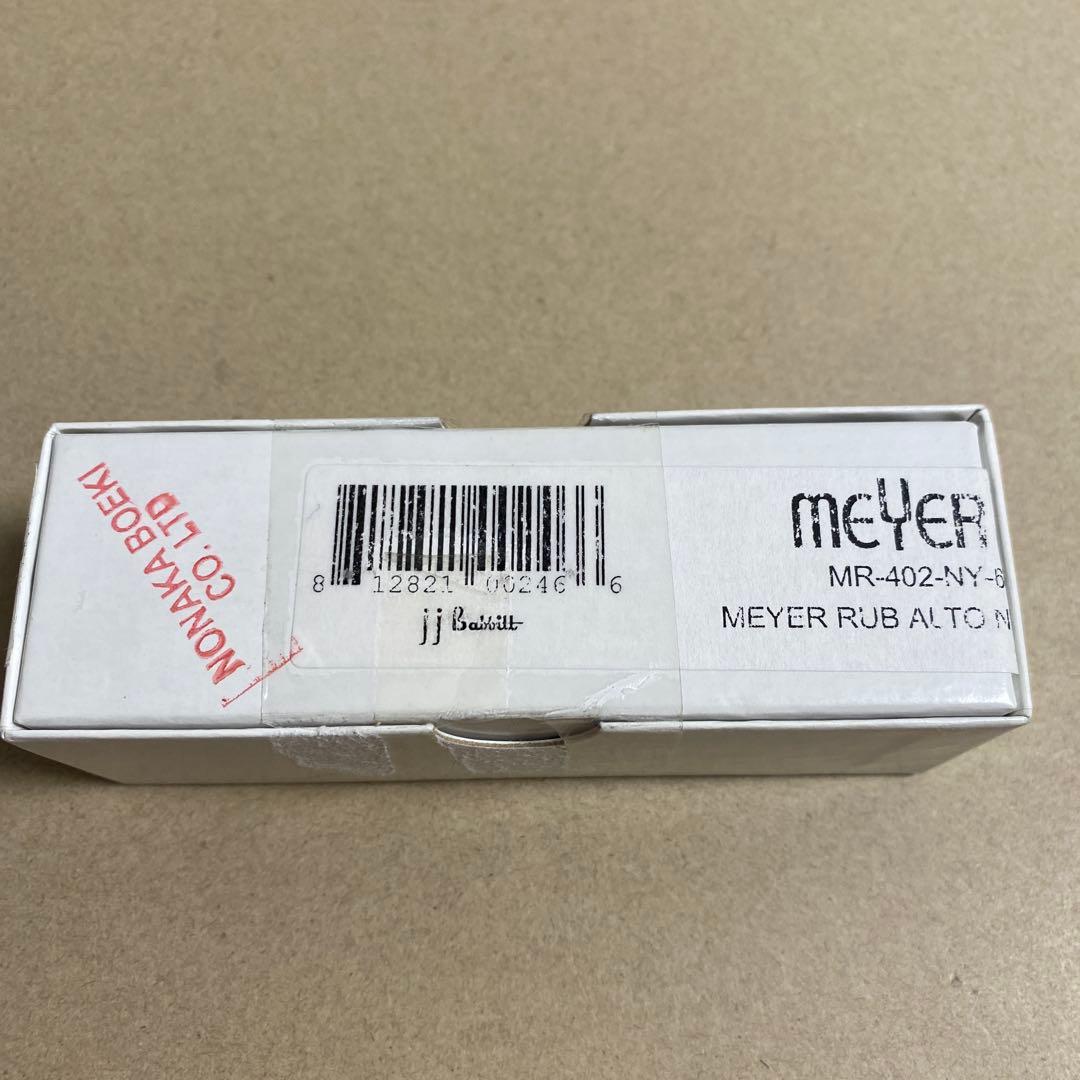 NONAKA BOEKI
CO. LTD
8 12821 00246 6
jj Babbitt
MEYER
MR-402-NY-6
MEYER RUB ALTO N